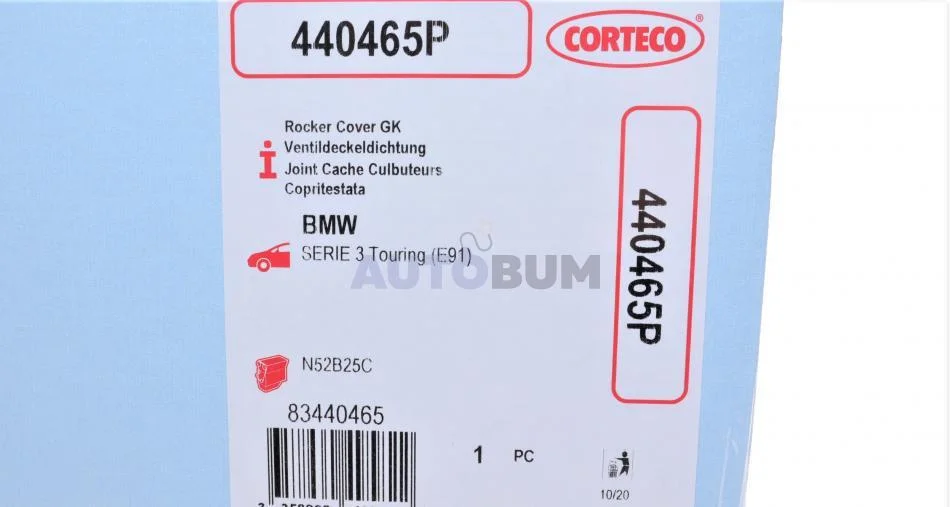 440465P
CORTECO®
Rocker Cover GK
Ventildeckeldichtung
Joint Cache Culbuteurs
Copritestata
BMW
SERIE 3 Touring (E91)
AUTOBUM
440465P
N52B25C
83440465
1 PC
10/20